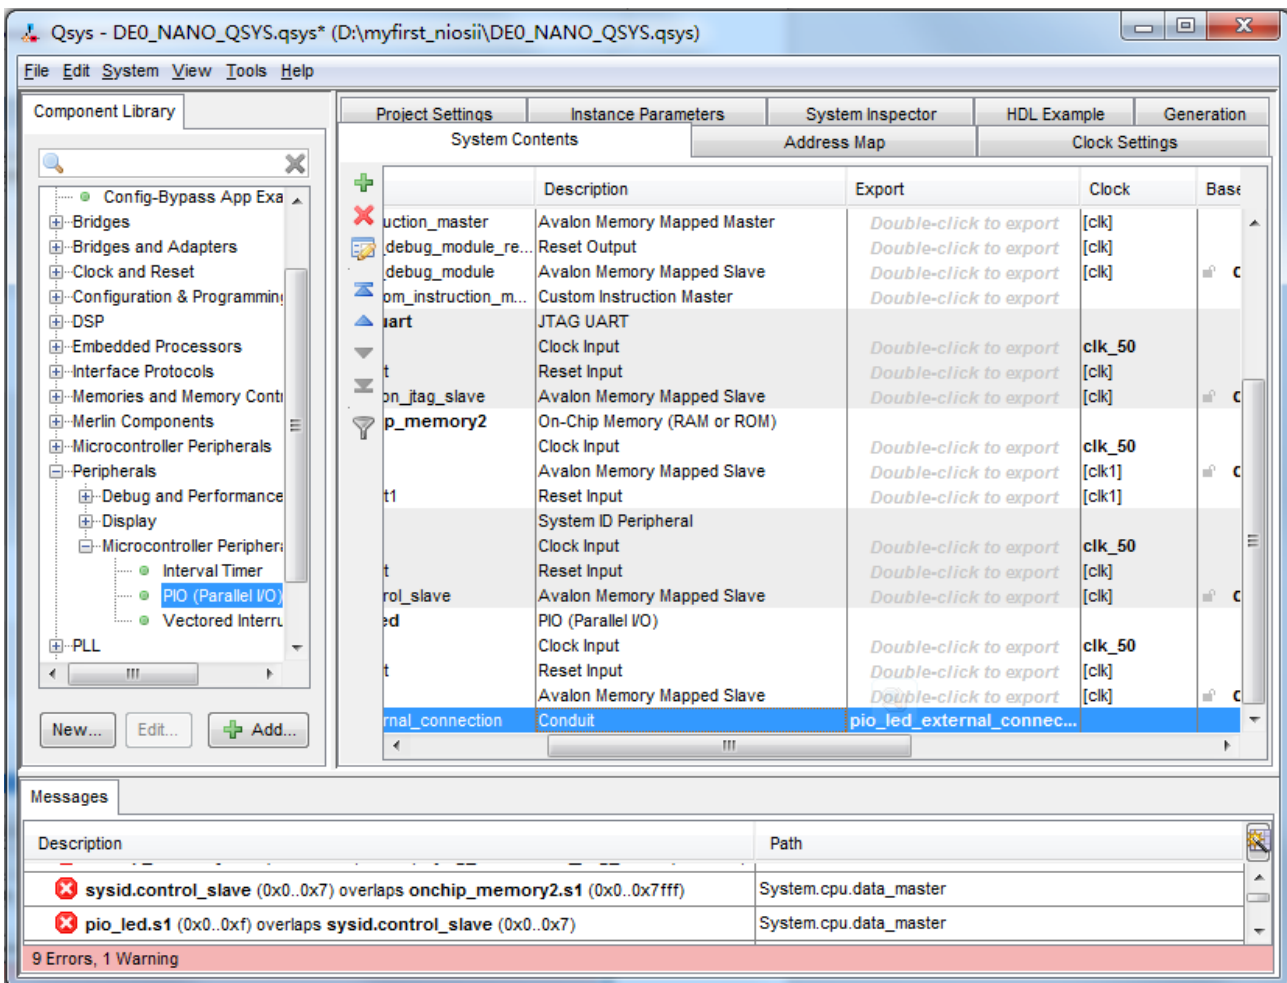 Qsys - DE0_NANO_QSYS.qsys* (D:\myfirst_niosii\DE0_NANO_QSYS.qsys)
File Edit System View Tools Help
Component Library
Config-Bypass App Exa
Bridges
Bridges and Adapters
Clock and Reset
Configuration & Programming
DSP
Embedded Processors
Interface Protocols
Memories and Memory Contr
Merlin Components
Microcontroller Peripherals
Peripherals
Debug and Performance
Display
Microcontroller Periphera
Interval Timer
PIO (Parallel I/O)
Vectored Interru
PLL
New... Edit... Add...
Project Settings Instance Parameters System Inspector HDL Example Generation
System Contents Address Map Clock Settings
Description Export Clock Base
uction_master Avalon Memory Mapped Master Double-click to export [clk]
_debug_module_re... Reset Output Double-click to export [clk]
_debug_module Avalon Memory Mapped Slave Double-click to export [clk]
om_instruction_m... Custom Instruction Master Double-click to export
uart JTAG UART
Clock Input Double-click to export clk_50
t Reset Input Double-click to export [clk]
on_jtag_slave Avalon Memory Mapped Slave Double-click to export [clk]
p_memory2 On-Chip Memory (RAM or ROM)
Clock Input Double-click to export clk_50
Avalon Memory Mapped Slave Double-click to export [clk1]
t1 Reset Input Double-click to export [clk1]
System ID Peripheral
Clock Input Double-click to export clk_50
t Reset Input Double-click to export [clk]
rol_slave Avalon Memory Mapped Slave Double-click to export [clk]
ed PIO (Parallel I/O)
Clock Input Double-click to export clk_50
t Reset Input Double-click to export [clk]
Avalon Memory Mapped Slave Double-click to export [clk]
rnal_connection Conduit pio_led_external_connec...
Messages
Description Path
sysid.control_slave (0x0..0x7) overlaps onchip_memory2.s1 (0x0..0x7fff) System.cpu.data_master
pio_led.s1 (0x0..0xf) overlaps sysid.control_slave (0x0..0x7) System.cpu.data_master
9 Errors, 1 Warning